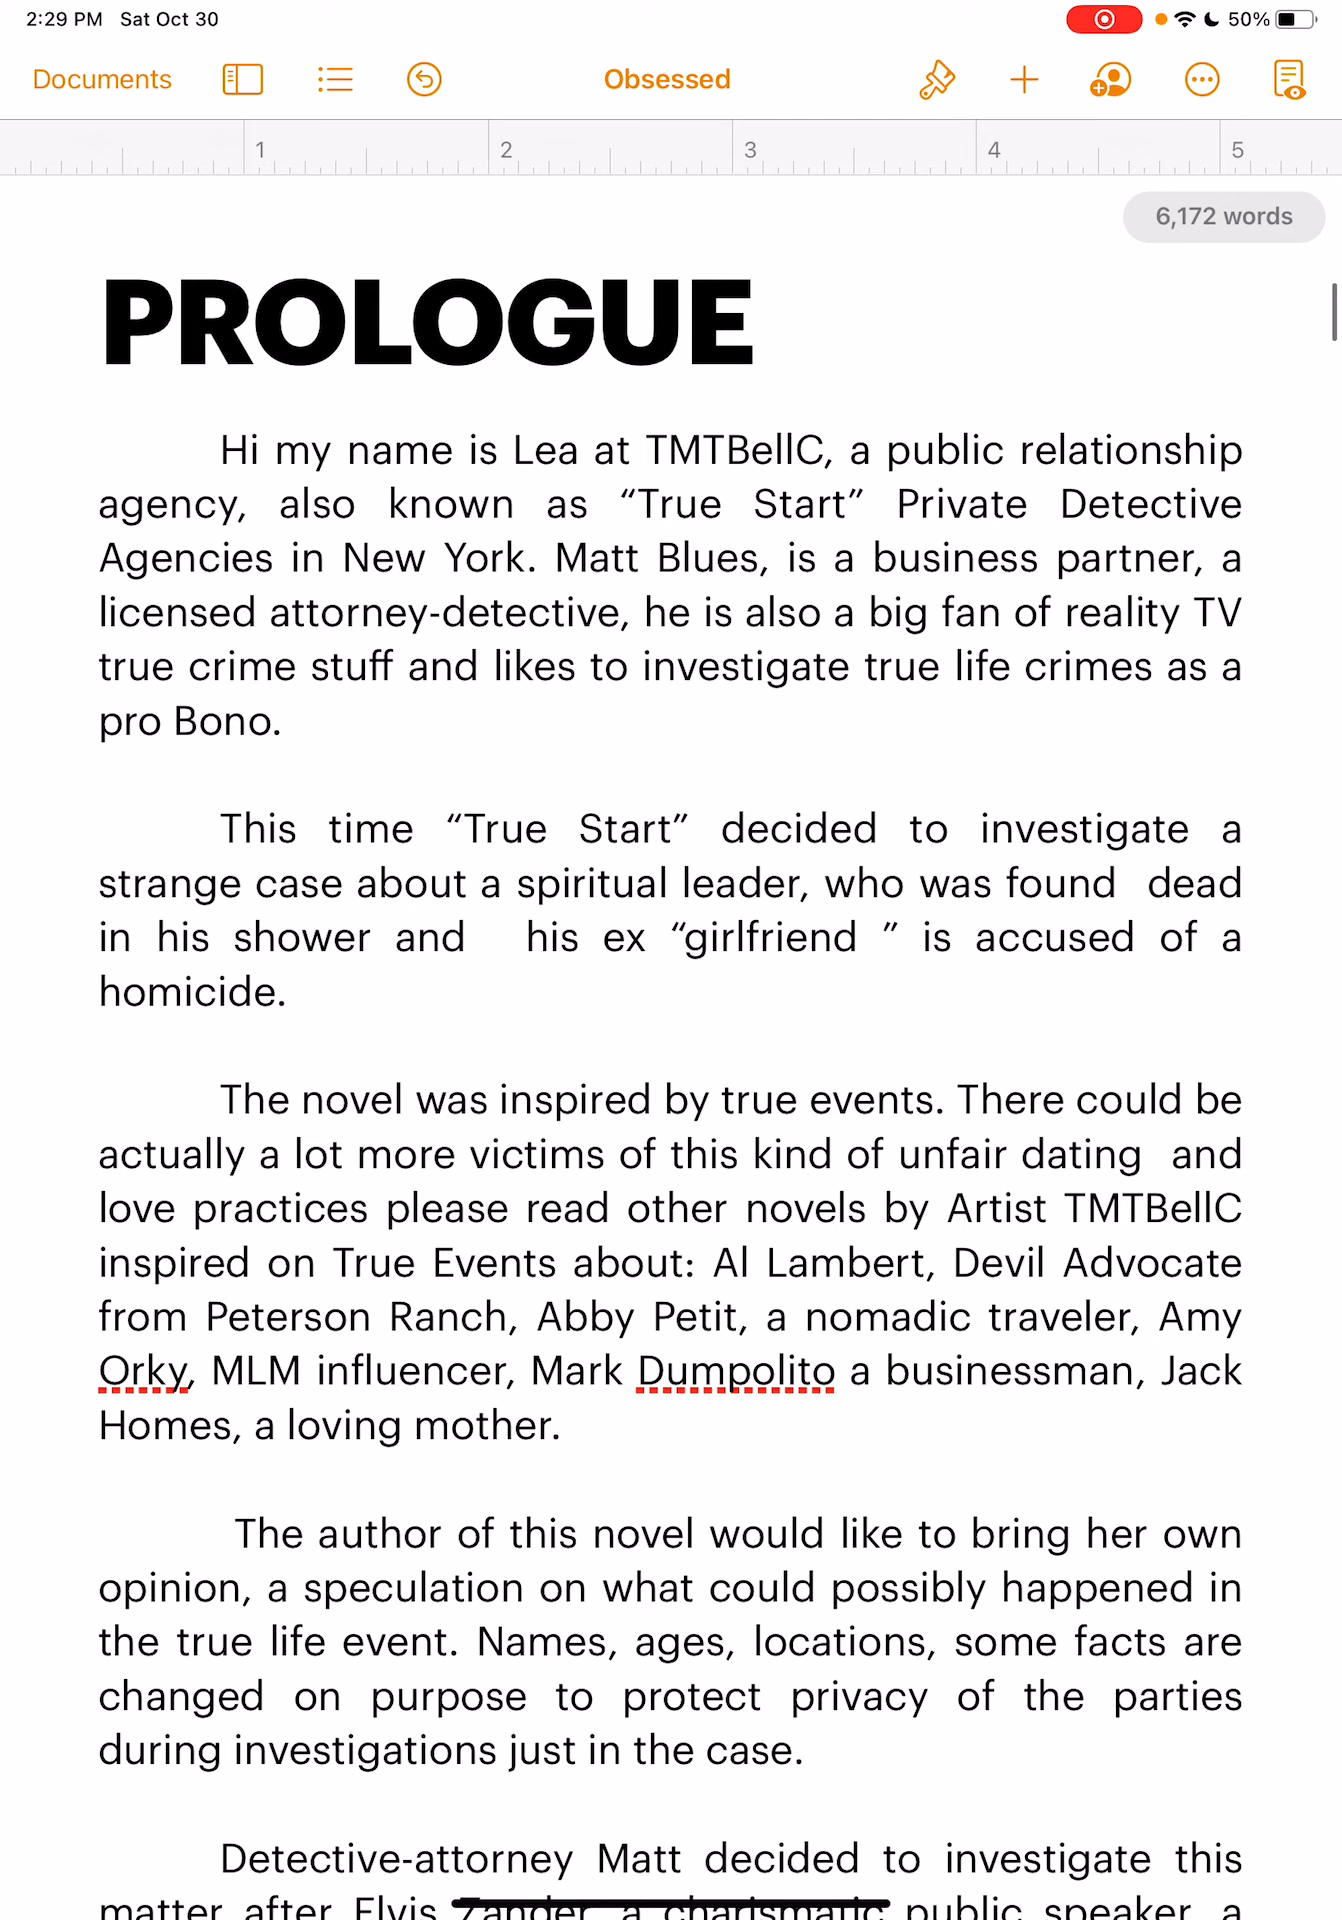 2:29 PM Sat Oct 30
50%
Documents
Obsessed
1 2 3 4 5
6,172 words
PROLOGUE
Hi my name is Lea at TMTBellC, a public relationship
agency, also known as “True Start” Private Detective
Agencies in New York. Matt Blues, is a business partner, a
licensed attorney-detective, he is also a big fan of reality TV
true crime stuff and likes to investigate true life crimes as a
pro Bono.
This time “True Start” decided to investigate a
strange case about a spiritual leader, who was found dead
in his shower and his ex “girlfriend ” is accused of a
homicide.
The novel was inspired by true events. There could be
actually a lot more victims of this kind of unfair dating and
love practices please read other novels by Artist TMTBellC
inspired on True Events about: Al Lambert, Devil Advocate
from Peterson Ranch, Abby Petit, a nomadic traveler, Amy
Orky, MLM influencer, Mark Dumpolito a businessman, Jack
Homes, a loving mother.
The author of this novel would like to bring her own
opinion, a speculation on what could possibly happened in
the true life event. Names, ages, locations, some facts are
changed on purpose to protect privacy of the parties
during investigations just in the case.
Detective-attorney Matt decided to investigate this
matter after Elvis Zander, a charismatic public speaker, a